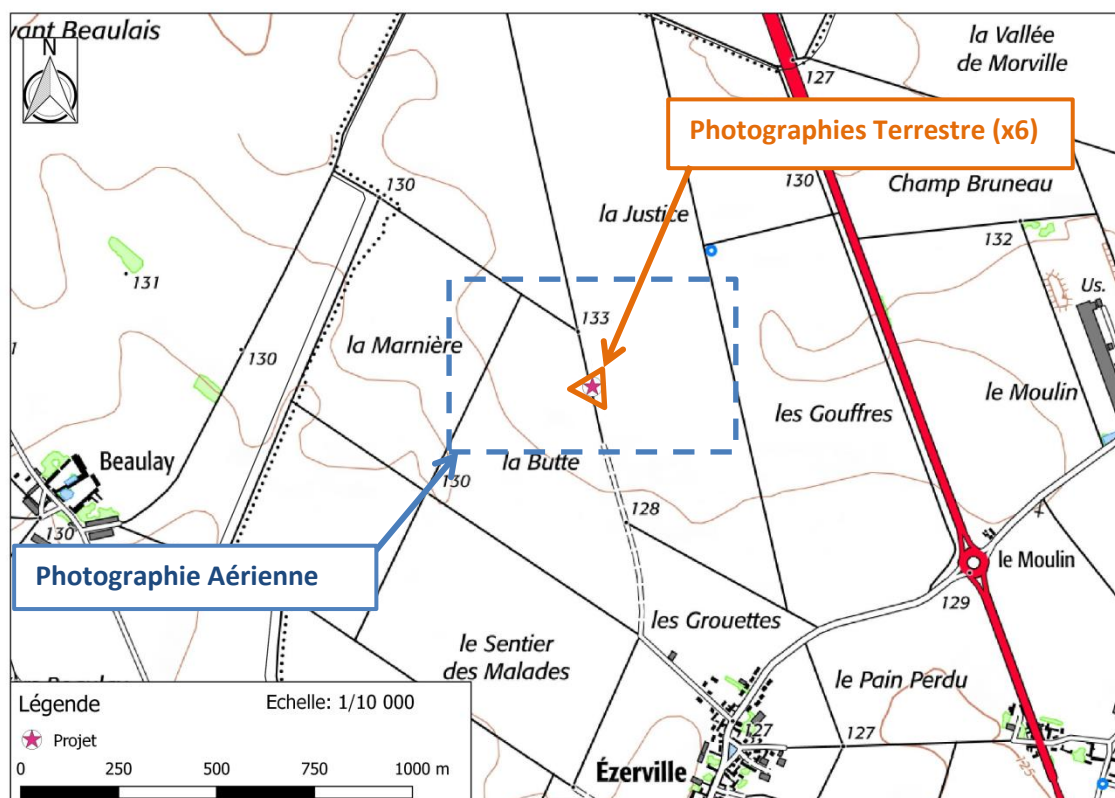 vant Beaulais
N
la Vallée
de Morville
127
Photographies Terrestre (x6)
130
130
Champ Bruneau
la Justice
132
131
Us.
133
130
la Marnière
le Moulin
les Gouffres
Beaulay
la Butte
130
128
130
Photographie Aérienne
le Moulin
129
les Grouettes
le Sentier
des Malades
le Pain Perdu
Légende
Echelle: 1/10 000
Projet
127
127
125
Ézerville
0 250 500 750 1000 m